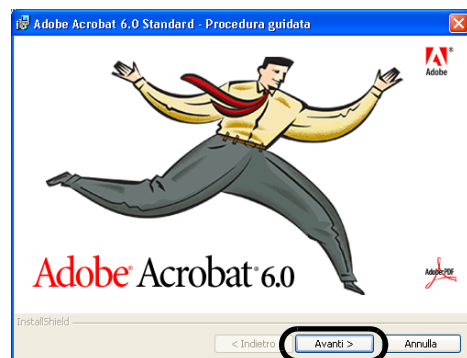 Adobe Acrobat 6.0 Standard - Procedura guidata
Adobe®
Adobe® Acrobat® 6.0
Adobe PDF
InstallShield
< Indietro
Avanti >
Annulla